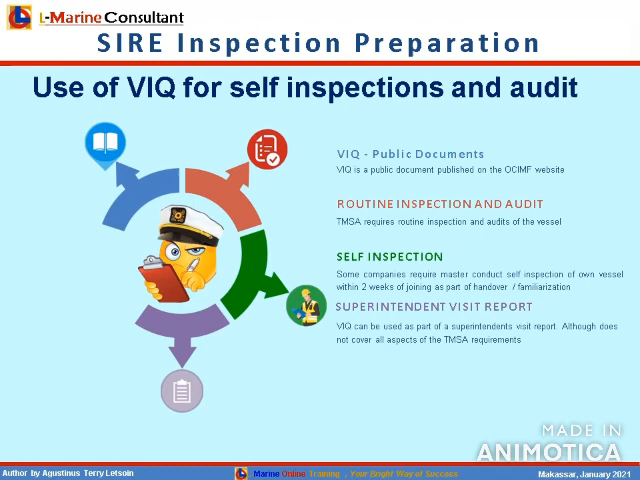 L-Marine Consultant
SIRE Inspection Preparation
Use of VIQ for self inspections and audit
VIQ - Public Documents
VIQ is a public document published on the OCIMF website
ROUTINE INSPECTION AND AUDIT
TMSA requires routine inspection and audits of the vessel
SELF INSPECTION
Some companies require master conduct self inspection of own vessel
within 2 weeks of joining as part of handover / familiarization
SUPERINTENDENT VISIT REPORT
VIQ can be used as part of a superintendents visit report. Although does
not cover all aspects of the TMSA requirements
MADE IN
ANIMOTICA
Author by Agustinus Terry Letsoin
Marine Online Training , Your Bright Way of Success
Makassar, January 2021